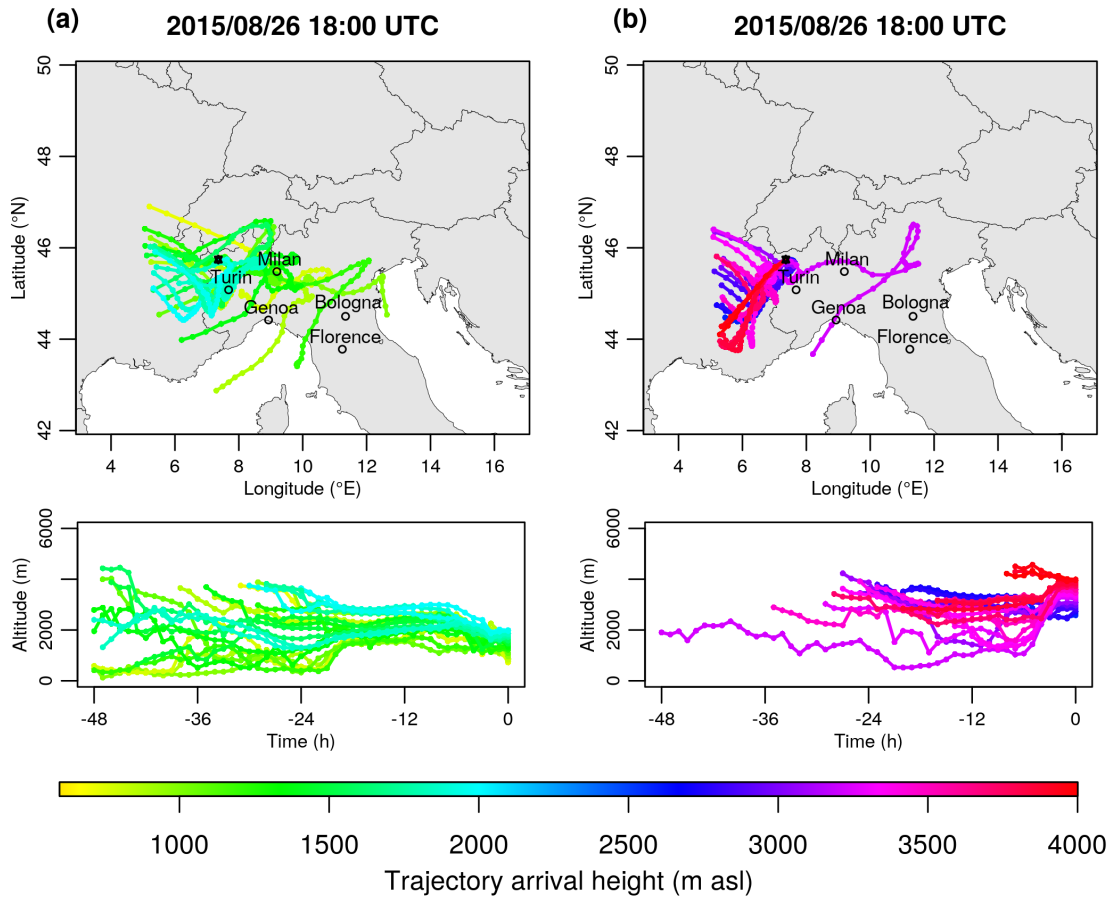 (a)
2015/08/26 18:00 UTC
Latitude (°N)
50
48
46
44
42
Milan
Turin
Genoa
Bologna
Florence
4 6 8 10 12 14 16
Longitude (°E)
Altitude (m)
6000
2000
0
-48 -36 -24 -12 0
Time (h)
(b)
2015/08/26 18:00 UTC
Latitude (°N)
50
48
46
44
42
Milan
Turin
Genoa
Bologna
Florence
4 6 8 10 12 14 16
Longitude (°E)
Altitude (m)
6000
2000
0
-48 -36 -24 -12 0
Time (h)
1000 1500 2000 2500 3000 3500 4000
Trajectory arrival height (m asl)